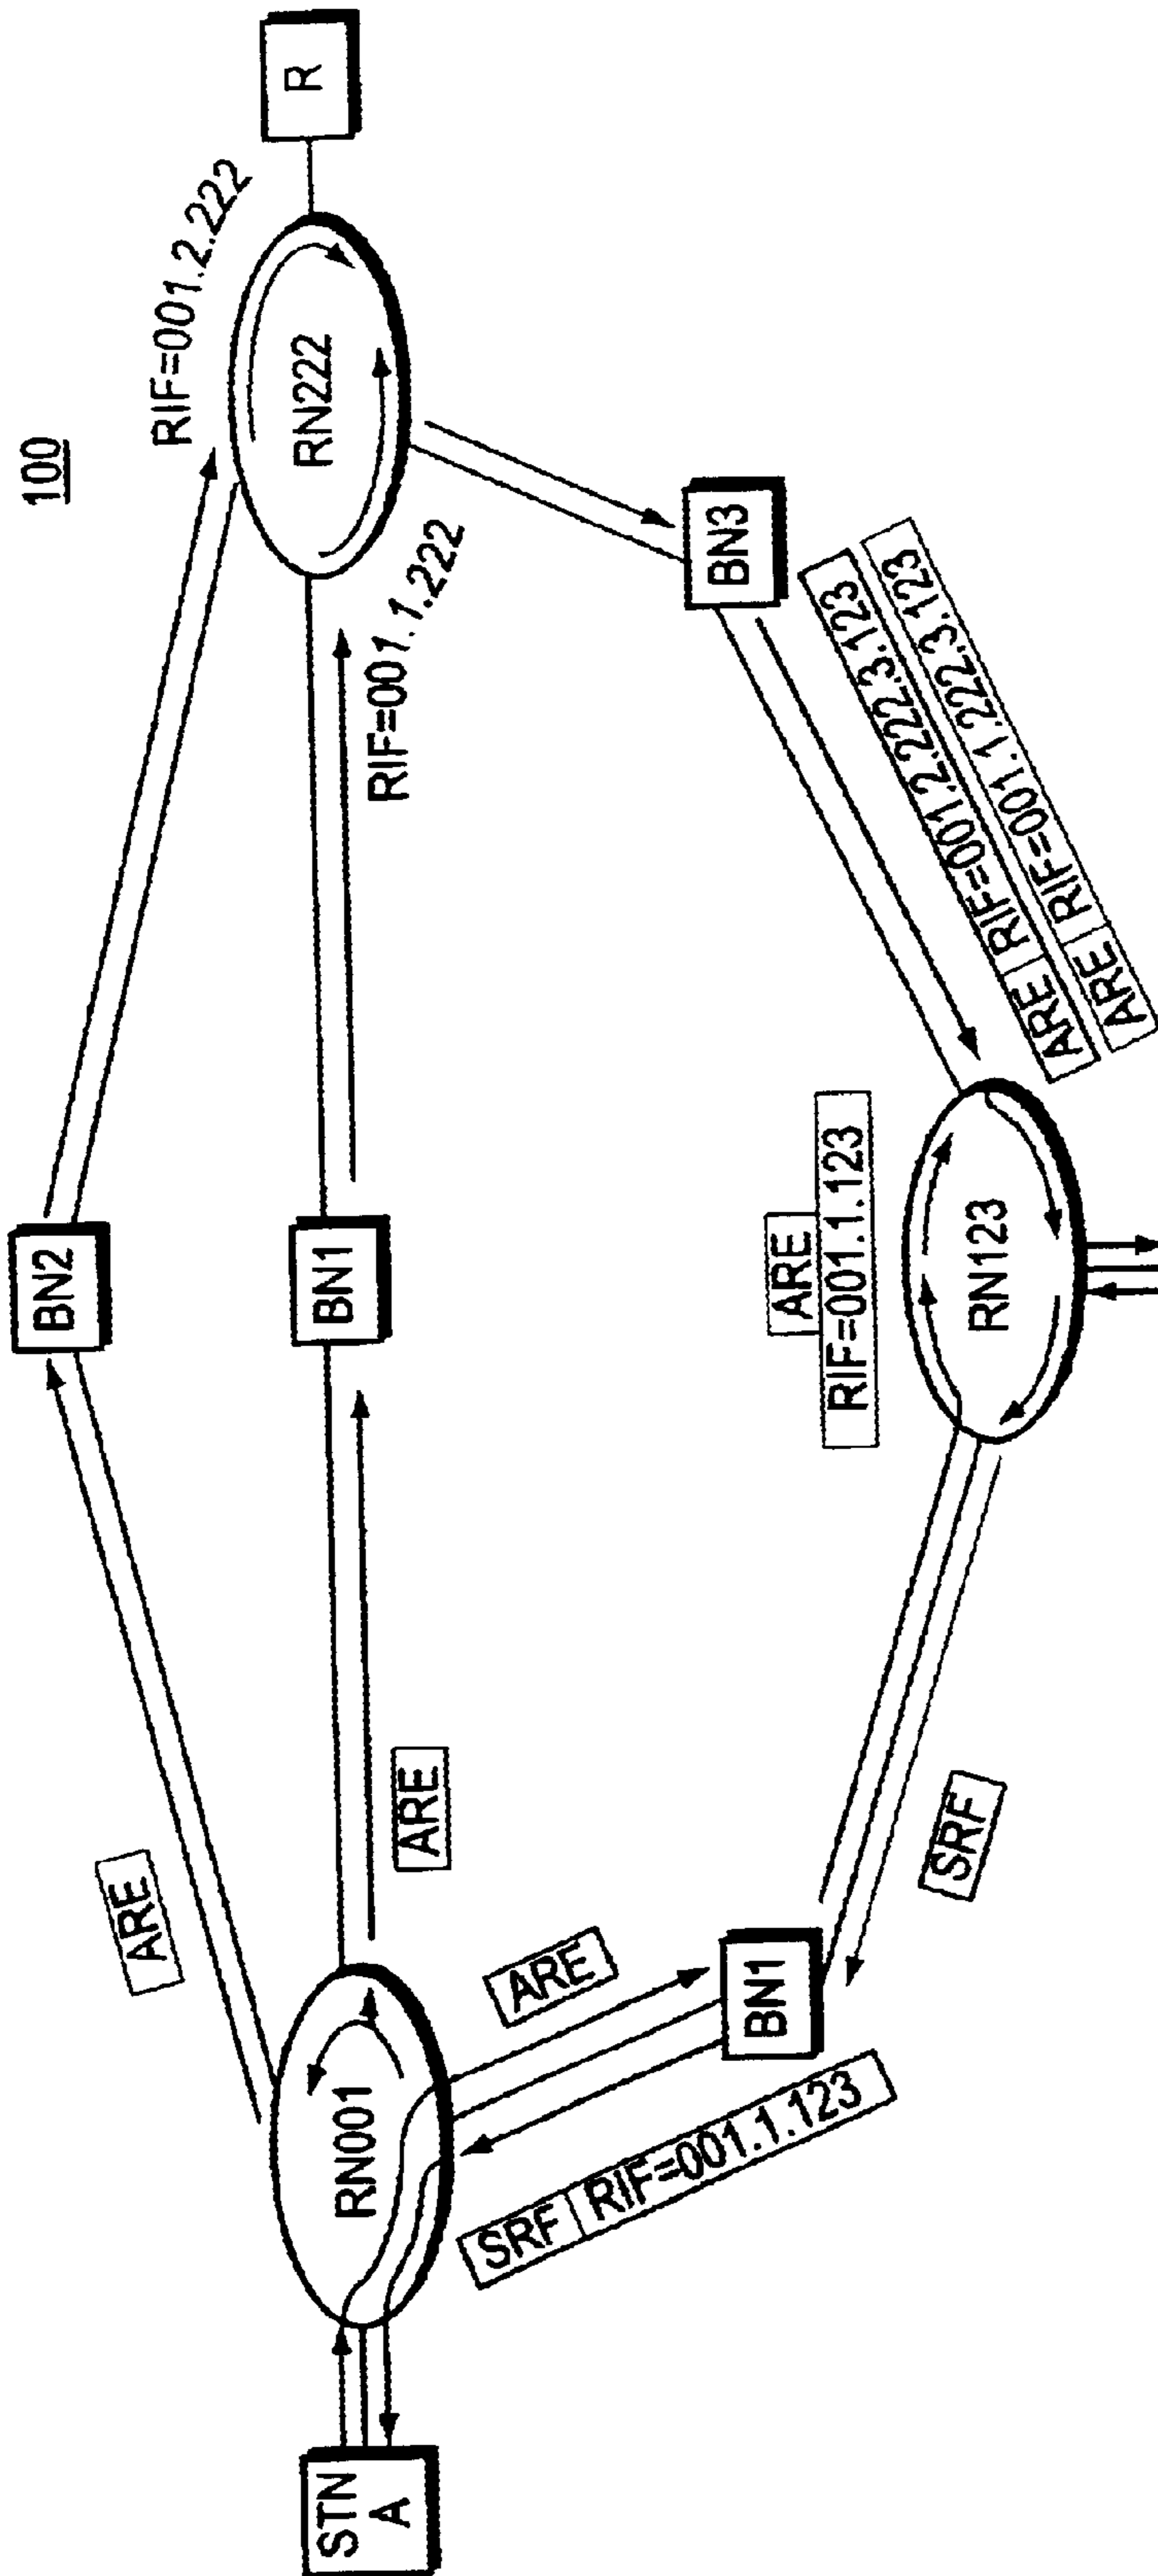 100
BN2
RIF=001.2.222
R
ARE
STN
A
RN001
ARE
BN1
RIF=001.1.222
RN222
ARE
SRF RIF=001.1.123
BN1
SRF
ARE
RIF=001.1.123
RN123
BN3
ARE RIF=001.2.222.3.123
ARE RIF=001.1.222.3.123